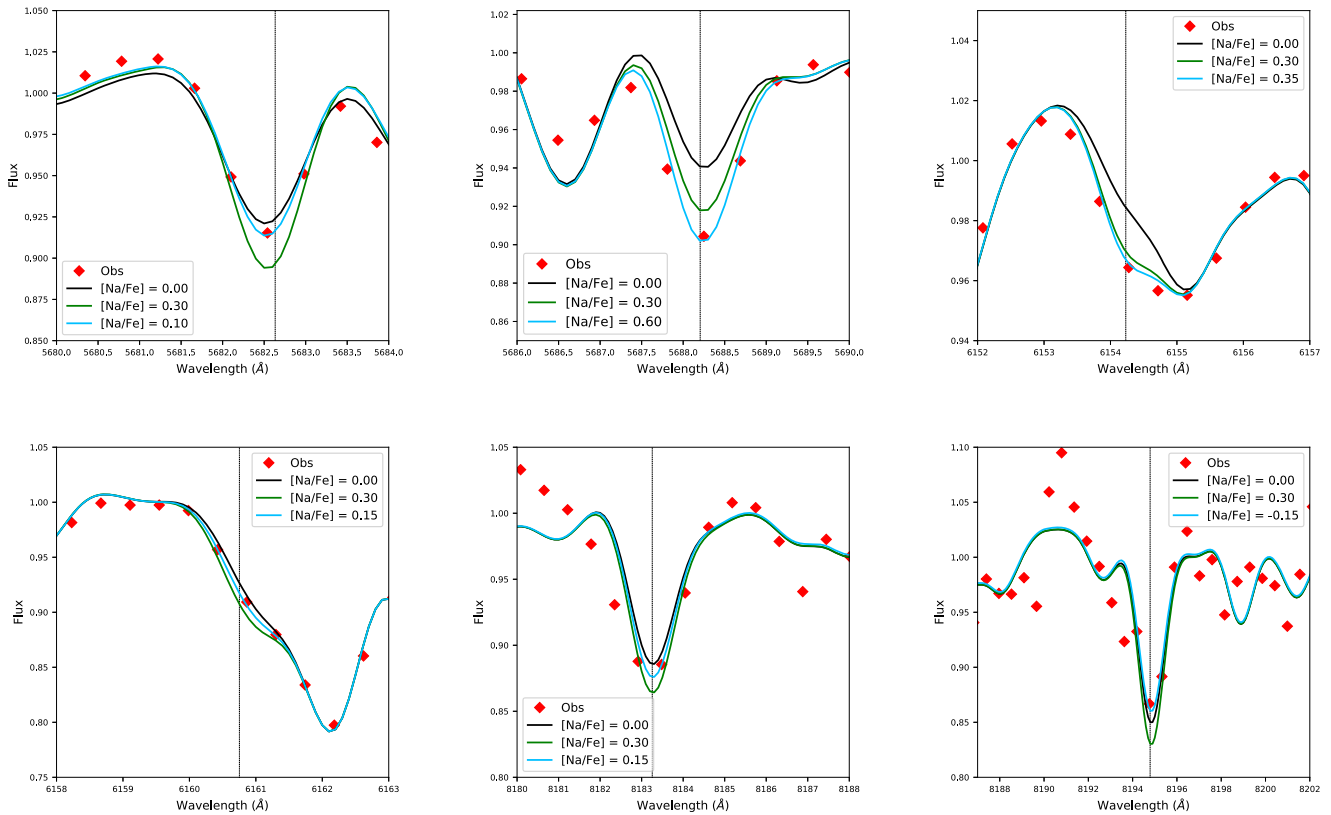 1.050
1.025
1.000
0.975
0.950
0.925
0.900
0.875
0.850
Flux
Obs
[Na/Fe] = 0.00
[Na/Fe] = 0.30
[Na/Fe] = 0.10
5680.0 5680.5 5681.0 5681.5 5682.0 5682.5 5683.0 5683.5 5684.0
Wavelength (Å)
1.02
1.00
0.98
0.96
0.94
0.92
0.90
0.88
0.86
Flux
Obs
[Na/Fe] = 0.00
[Na/Fe] = 0.30
[Na/Fe] = 0.60
5686.0 5686.5 5687.0 5687.5 5688.0 5688.5 5689.0 5689.5 5690.0
Wavelength (Å)
1.04
1.02
1.00
0.98
0.96
0.94
Flux
Obs
[Na/Fe] = 0.00
[Na/Fe] = 0.30
[Na/Fe] = 0.35
6152 6153 6154 6155 6156 6157
Wavelength (Å)
1.05
1.00
0.95
0.90
0.85
0.80
0.75
Flux
Obs
[Na/Fe] = 0.00
[Na/Fe] = 0.30
[Na/Fe] = 0.15
6158 6159 6160 6161 6162 6163
Wavelength (Å)
1.05
1.00
0.95
0.90
0.85
0.80
Flux
Obs
[Na/Fe] = 0.00
[Na/Fe] = 0.30
[Na/Fe] = 0.15
8180 8181 8182 8183 8184 8185 8186 8187 8188
Wavelength (Å)
1.10
1.05
1.00
0.95
0.90
0.85
0.80
Flux
Obs
[Na/Fe] = 0.00
[Na/Fe] = 0.30
[Na/Fe] = -0.15
8188 8190 8192 8194 8196 8198 8200 8202
Wavelength (Å)